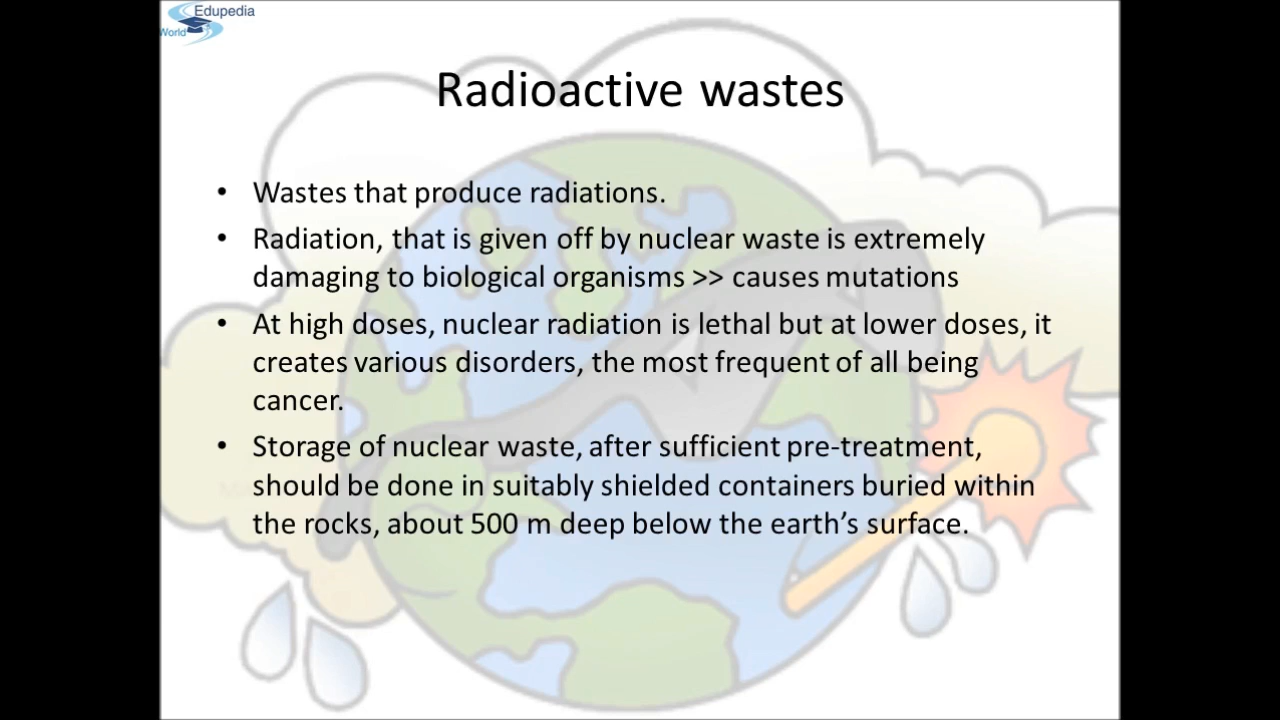 Edupedia
World
Radioactive wastes
• Wastes that produce radiations.
• Radiation, that is given off by nuclear waste is extremely
damaging to biological organisms >> causes mutations
• At high doses, nuclear radiation is lethal but at lower doses, it
creates various disorders, the most frequent of all being
cancer.
• Storage of nuclear waste, after sufficient pre-treatment,
should be done in suitably shielded containers buried within
the rocks, about 500 m deep below the earth’s surface.